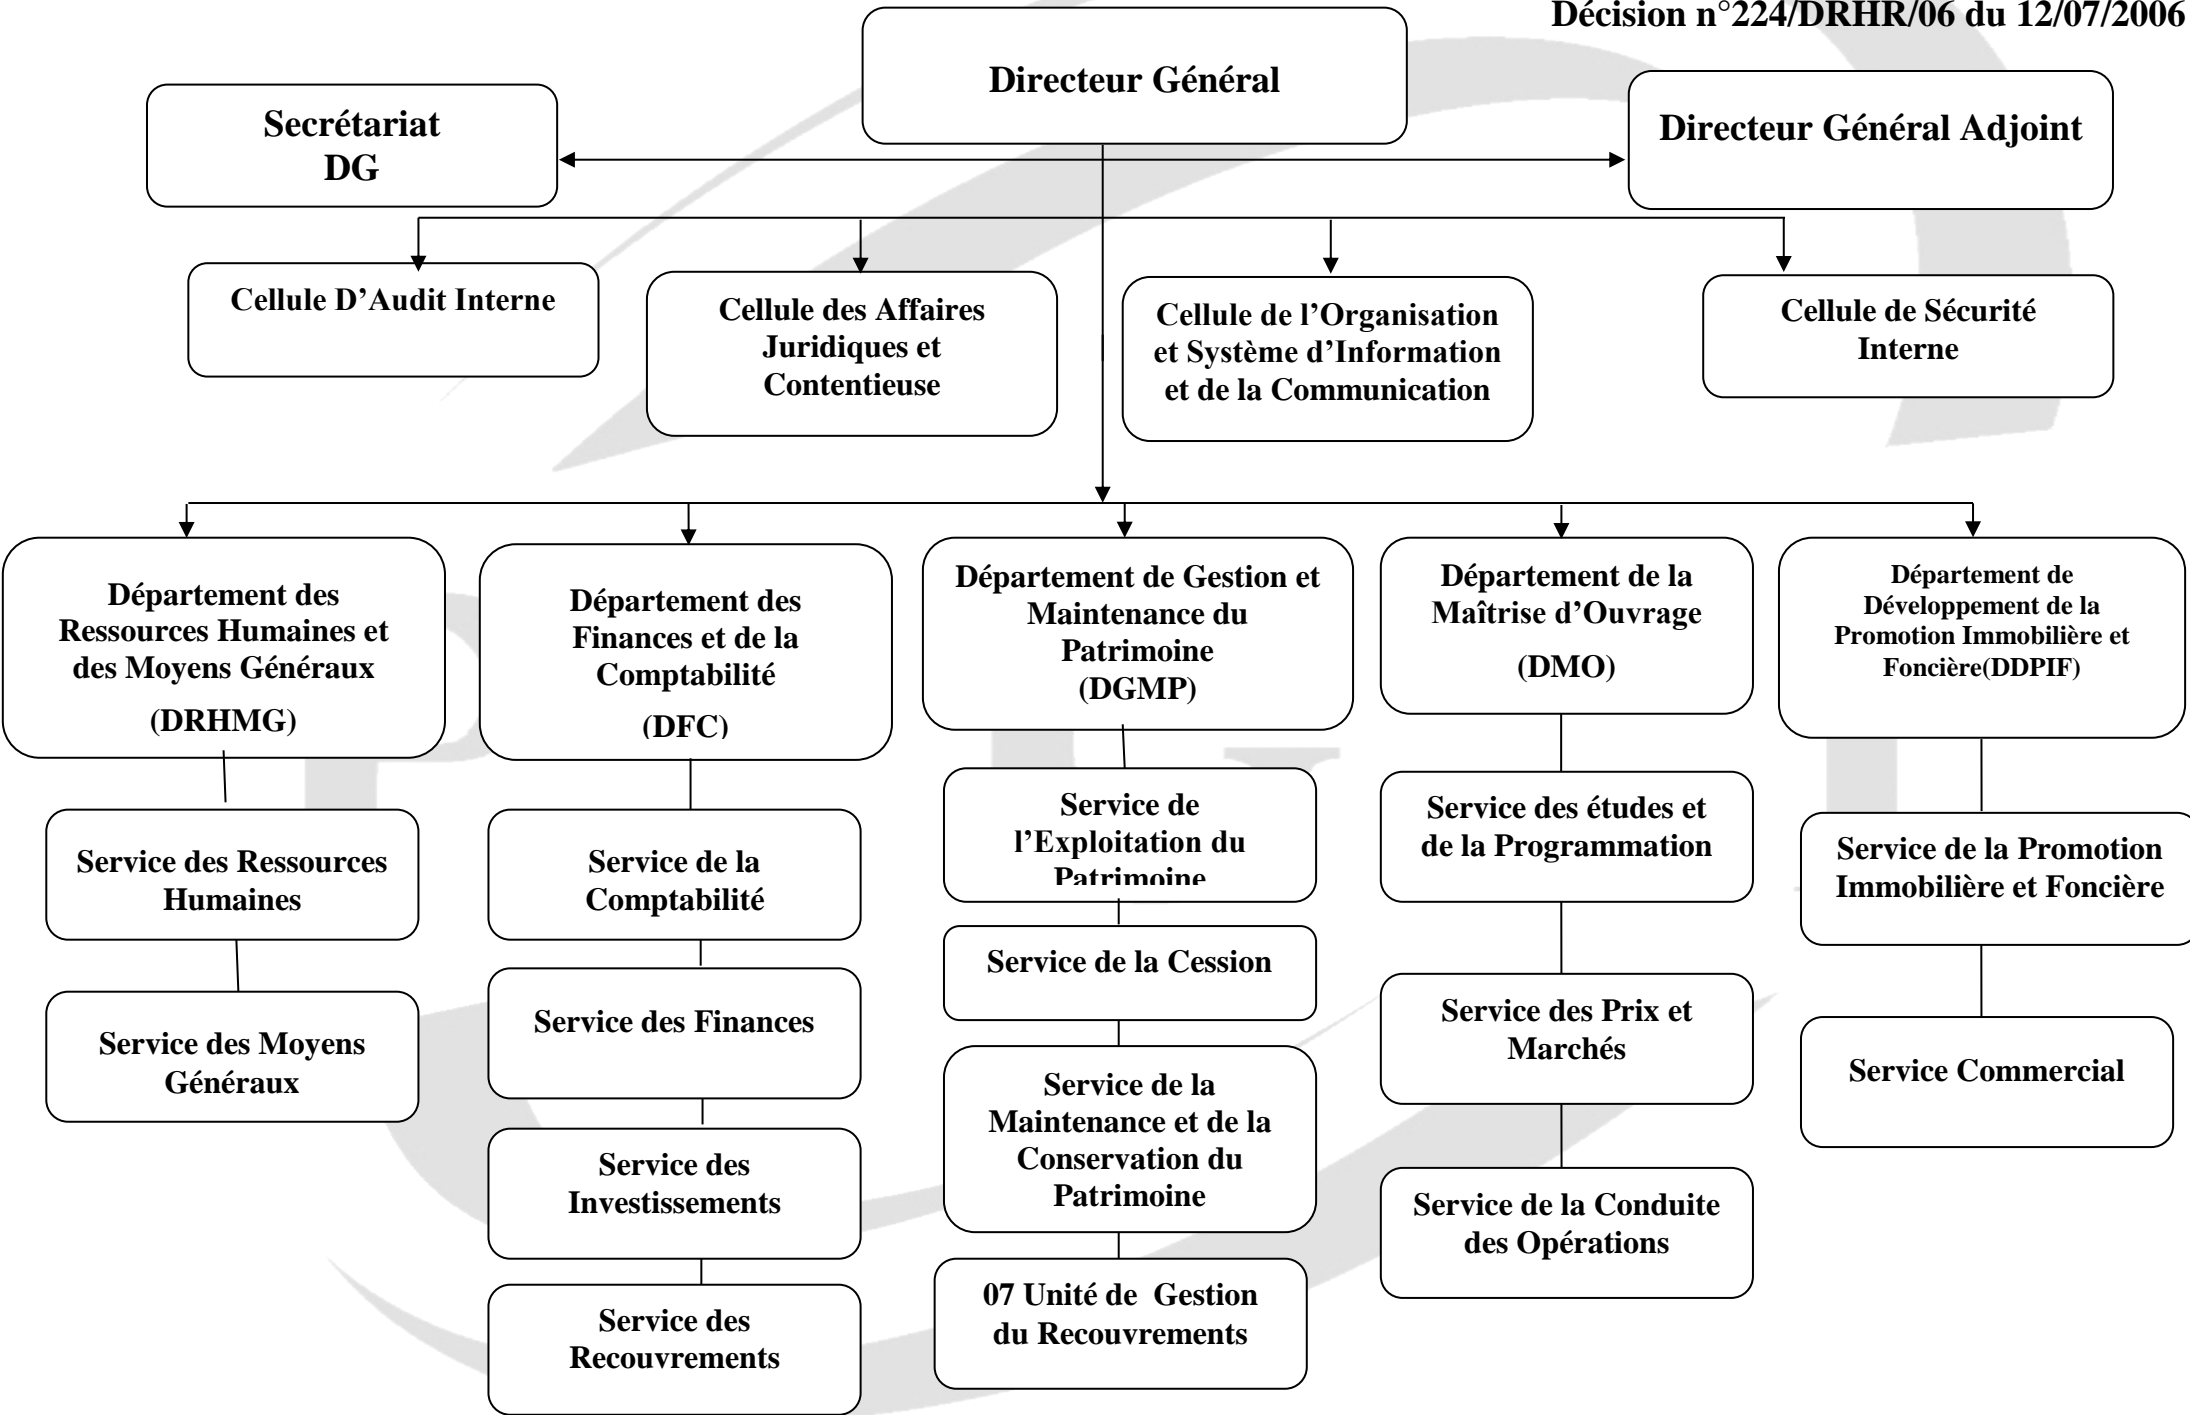 Décision n°224/DRHR/06 du 12/07/2006
Directeur Général
Secrétariat
DG
Directeur Général Adjoint
Cellule D’Audit Interne
Cellule des Affaires
Juridiques et
Contentieuse
Cellule de l’Organisation
et Système d’Information
et de la Communication
Cellule de Sécurité
Interne
Département des
Ressources Humaines et
des Moyens Généraux
(DRHMG)
Département des
Finances et de la
Comptabilité
(DFC)
Département de Gestion et
Maintenance du
Patrimoine
(DGMP)
Département de la
Maîtrise d’Ouvrage
(DMO)
Département de
Développement de la
Promotion Immobilière et
Foncière(DDPIF)
Service des Ressources
Humaines
Service des Moyens
Généraux
Service de la
Comptabilité
Service des Finances
Service des
Investissements
Service des
Recouvrements
Service de
l’Exploitation du
Patrimoine
Service de la Cession
Service de la
Maintenance et de la
Conservation du
Patrimoine
07 Unité de  Gestion
du Recouvrements
Service des études et
de la Programmation
Service des Prix et
Marchés
Service de la Conduite
des Opérations
Service de la Promotion
Immobilière et Foncière
Service Commercial